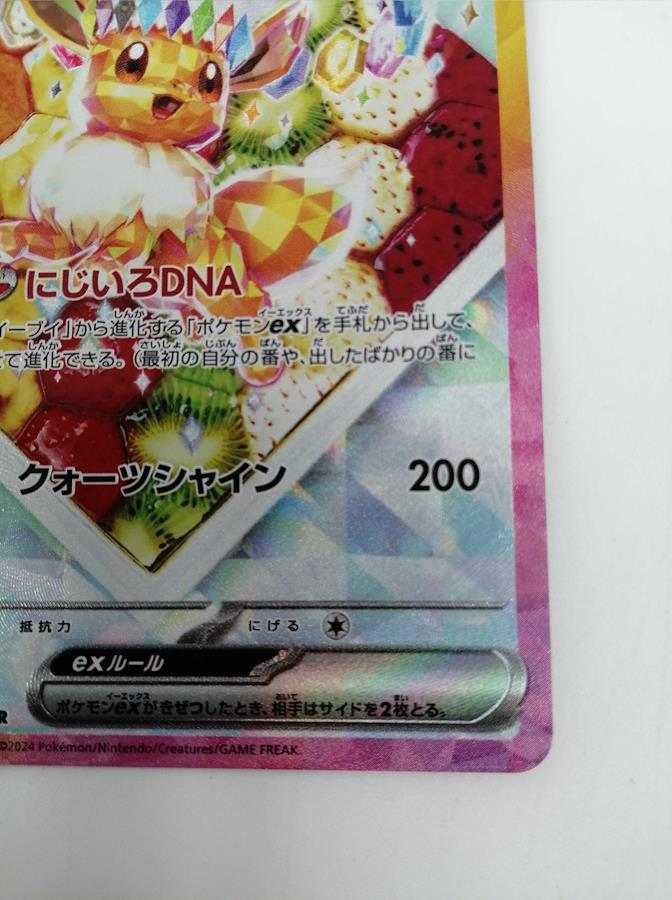 にじいろDNA
イーブイ」から進化する「ポケモンex」を手札から出して、
て進化できる。(最初の自分の番や、出したばかりの番に
クォーツシャイン 200
抵抗力 にげる
exルール
ポケモンexがきぜつしたとき、相手はサイドを2枚とる。
R
©2024 Pokémon/Nintendo/Creatures/GAME FREAK.